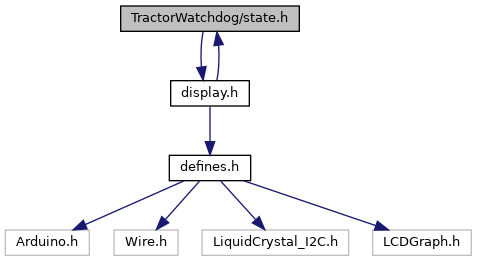 TractorWatchdog/state.h
display.h
defines.h
Arduino.h
Wire.h
LiquidCrystal_I2C.h
LCDGraph.h